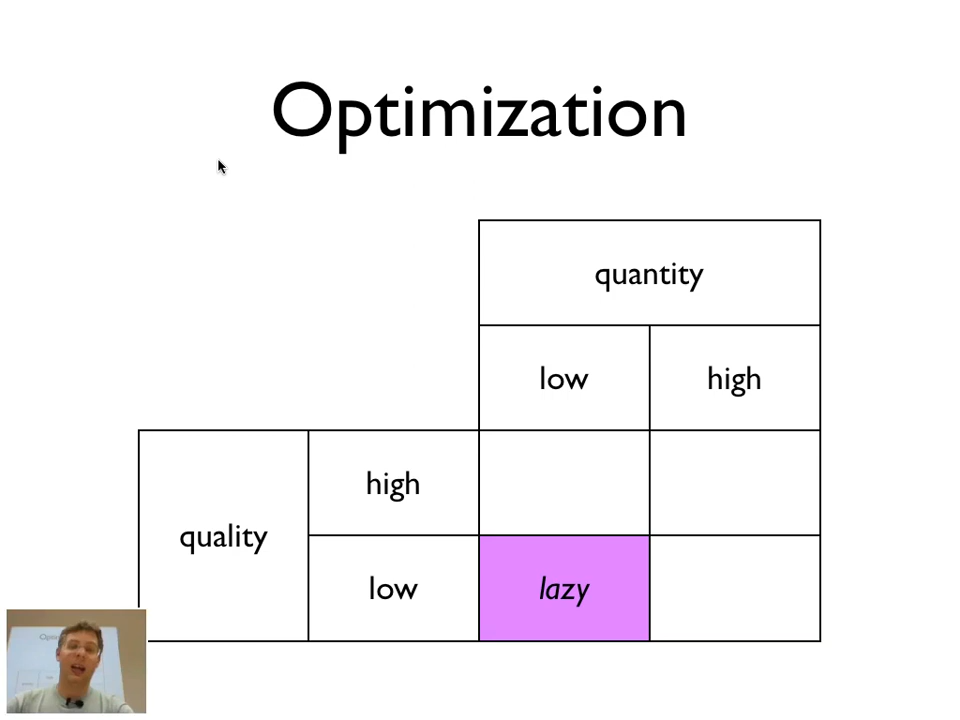 Optimization
quantity
low high
high
quality
low lazy